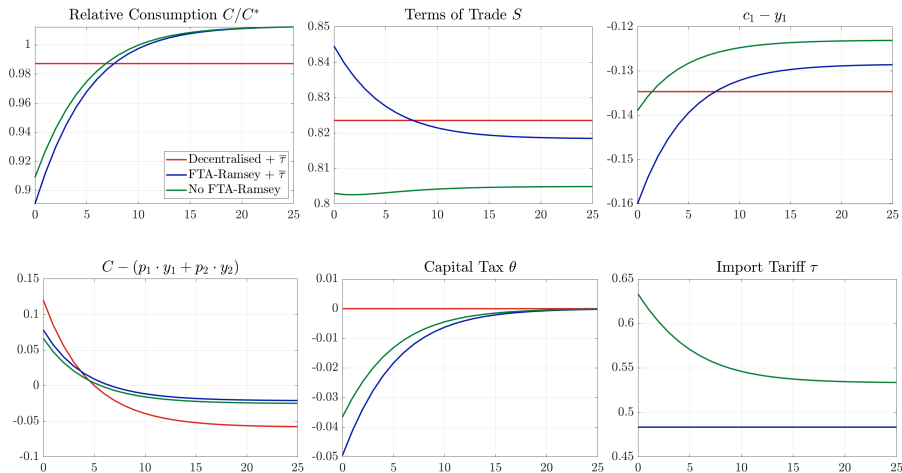 Relative Consumption C/C*
1
0.98
0.96
0.94
0.92
0.9
0 5 10 15 20 25
Decentralised + τ̅
FTA-Ramsey + τ̅
No FTA-Ramsey
Terms of Trade S
0.85
0.84
0.83
0.82
0.81
0.8
0 5 10 15 20 25
c₁ − y₁
-0.12
-0.13
-0.14
-0.15
-0.16
0 5 10 15 20 25
C − (p₁ · y₁ + p₂ · y₂)
0.15
0.1
0.05
0
-0.05
-0.1
0 5 10 15 20 25
Capital Tax θ
0.01
0
-0.01
-0.02
-0.03
-0.04
-0.05
0 5 10 15 20 25
Import Tariff τ
0.65
0.6
0.55
0.5
0.45
0 5 10 15 20 25